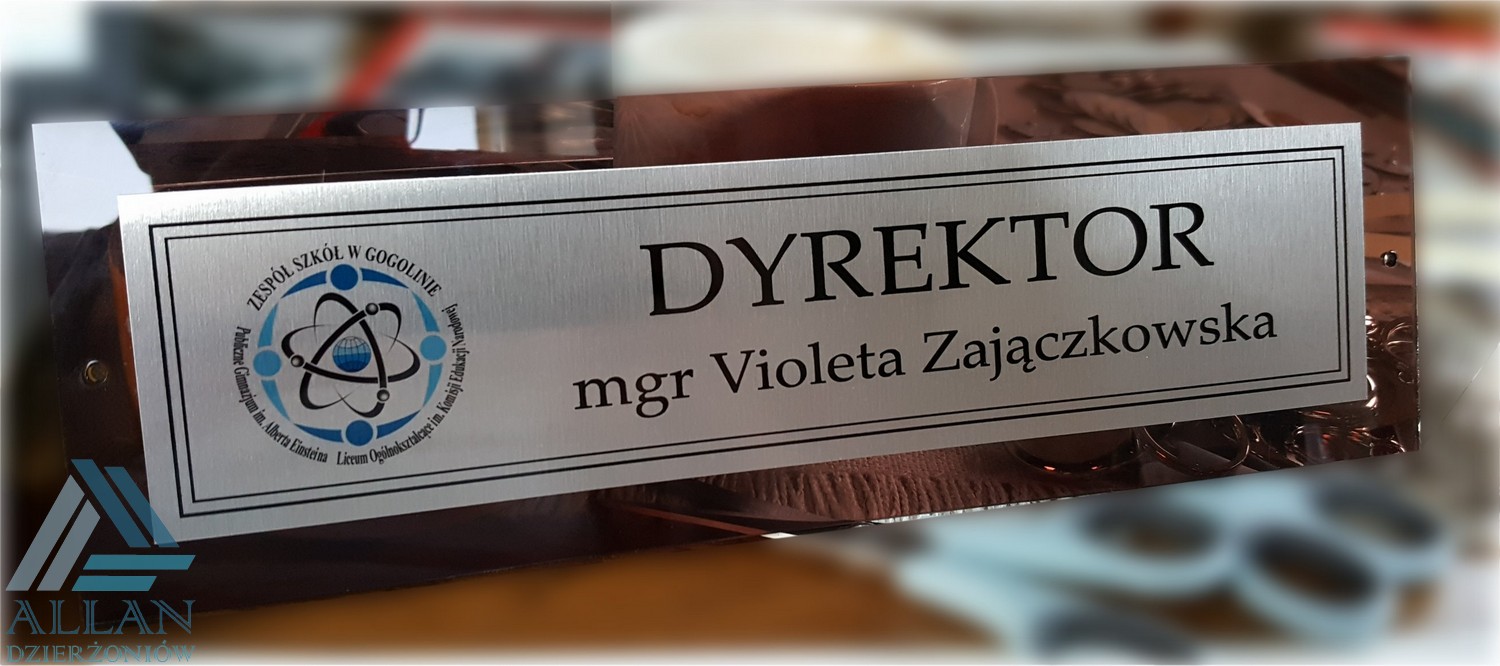 ZESPÓŁ SZKÓŁ W GOGOLINIE
Publiczne Gimnazjum im. Alberta Einsteina Liceum Ogólnokształcące im. Komisji Edukacji Narodowej
DYREKTOR
mgr Violeta Zajączkowska
ALLAN
DZIERŻONIÓW